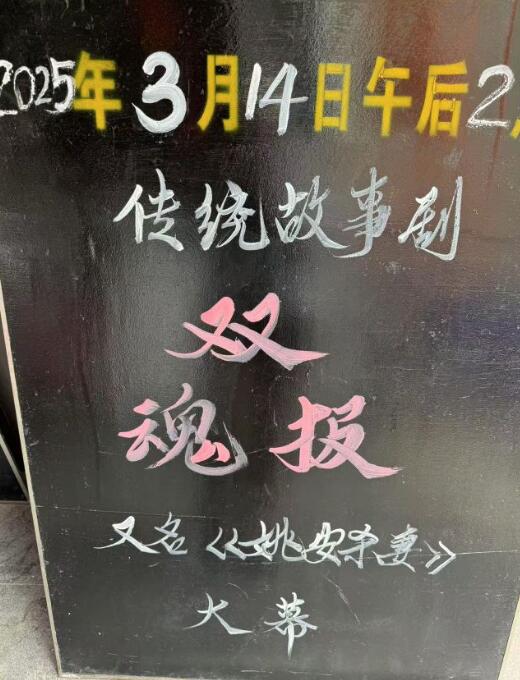 2025年3月14日午后2
传统故事剧
双
魂报
又名《姚安杀妻》
大幕